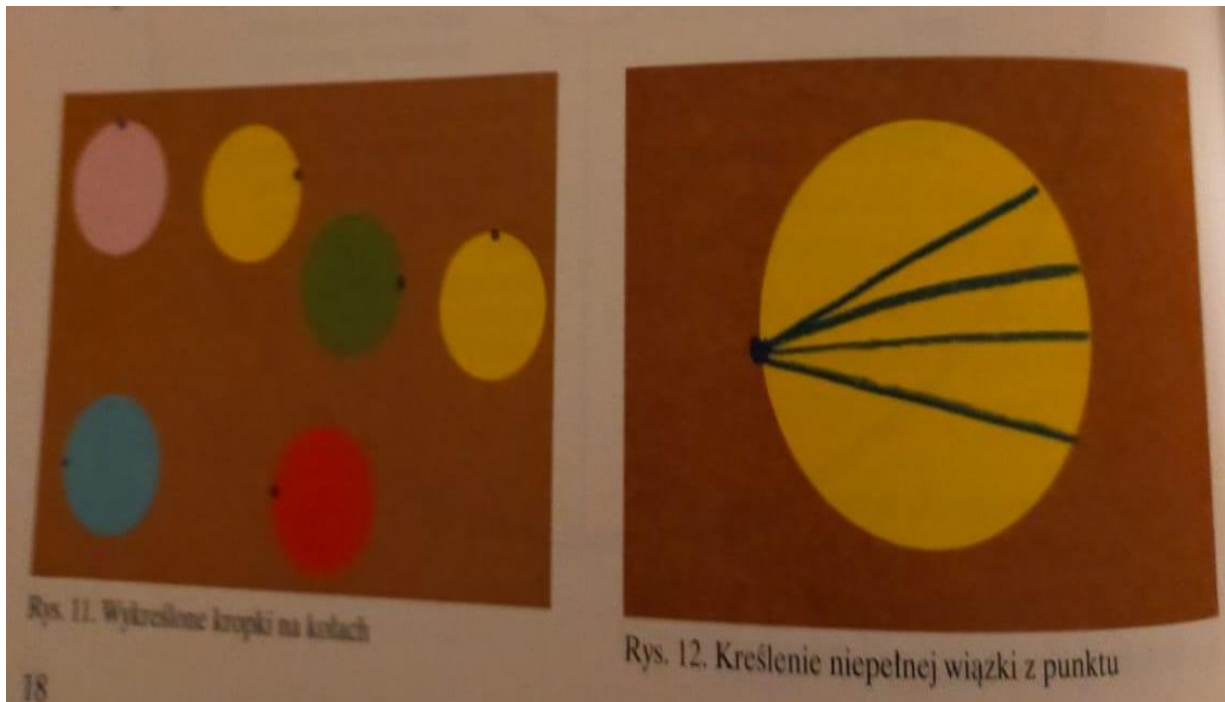 Rys. 11. Wykreślone kropki na kołach
Rys. 12. Kreślenie niepełnej wiązki z punktu
18